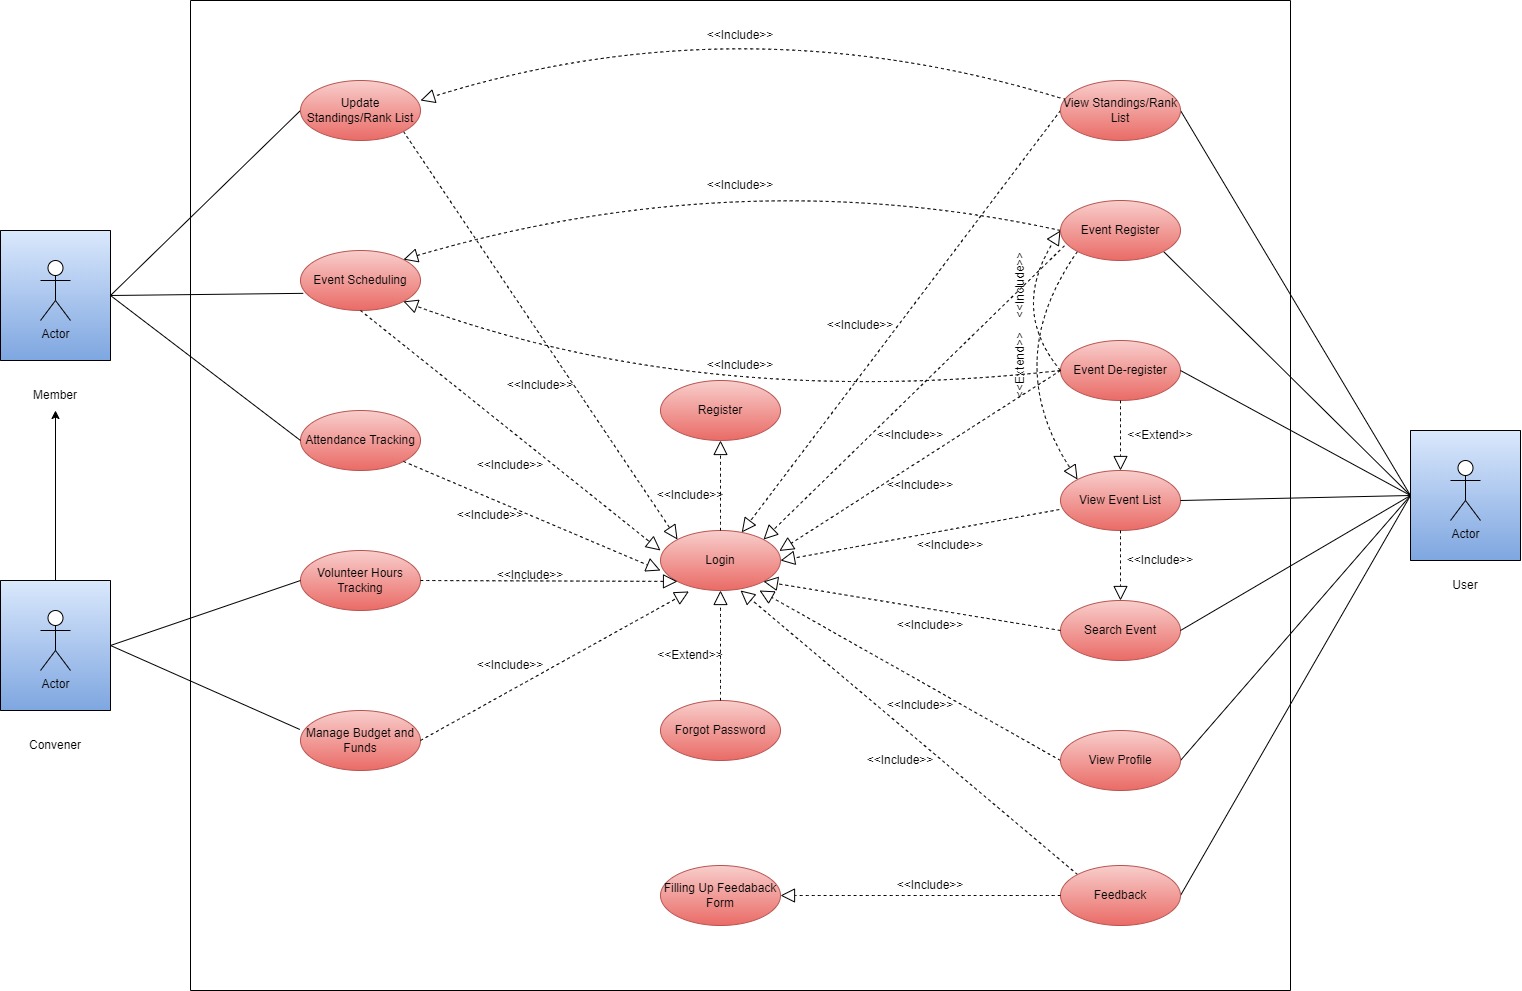 <<Include>>
Update
Standings/Rank List
View Standings/Rank
List
<<Include>>
Event Register
Event Scheduling
<<Include>>
Actor
Member
<<Include>>
<<Extend>>
<<Include>>
Event De-register
<<Include>>
Register
Attendance Tracking
<<Include>>
<<Extend>>
<<Include>>
<<Include>>
<<Include>>
<<Include>>
View Event List
<<Include>>
Actor
User
Login
<<Include>>
<<Include>>
Volunteer Hours
Tracking
<<Include>>
<<Include>>
Search Event
<<Extend>>
<<Include>>
Actor
Convener
<<Include>>
Manage Budget and
Funds
Forgot Password
<<Include>>
View Profile
Filling Up Feedaback
Form
<<Include>>
Feedback